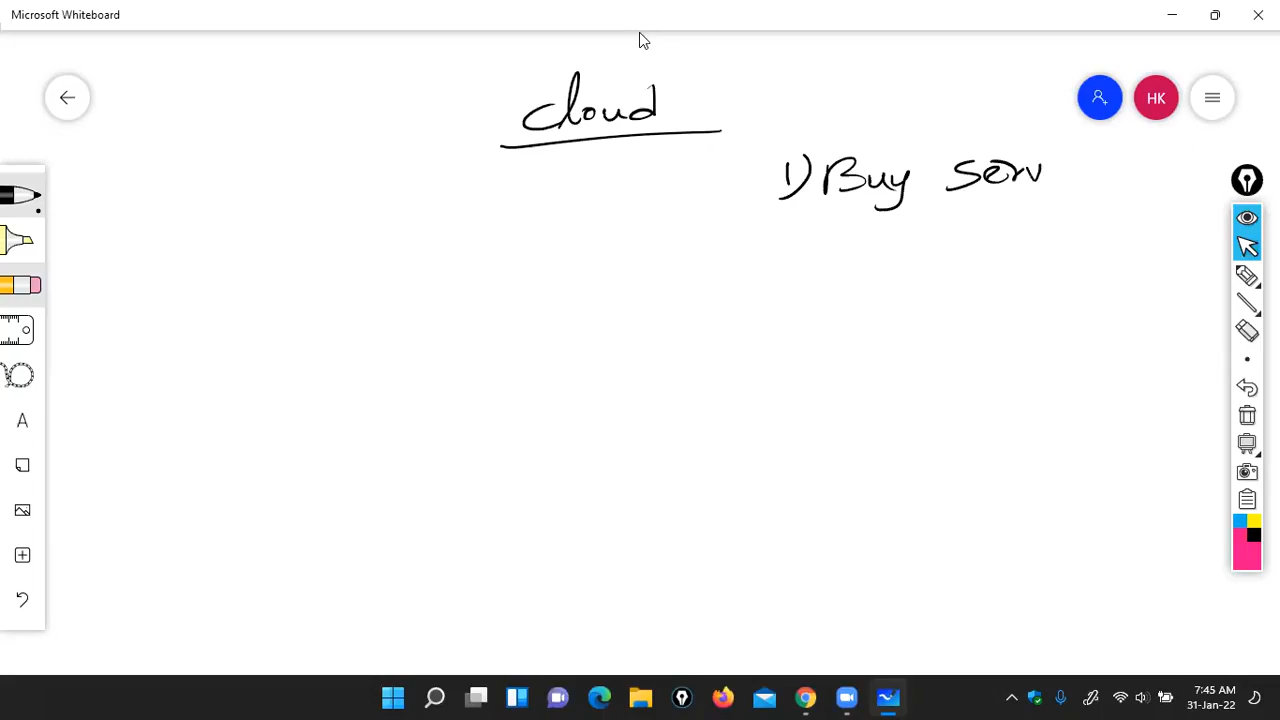 Microsoft Whiteboard
cloud
HK
1) Buy serv
A
7:45 AM
31-Jan-22